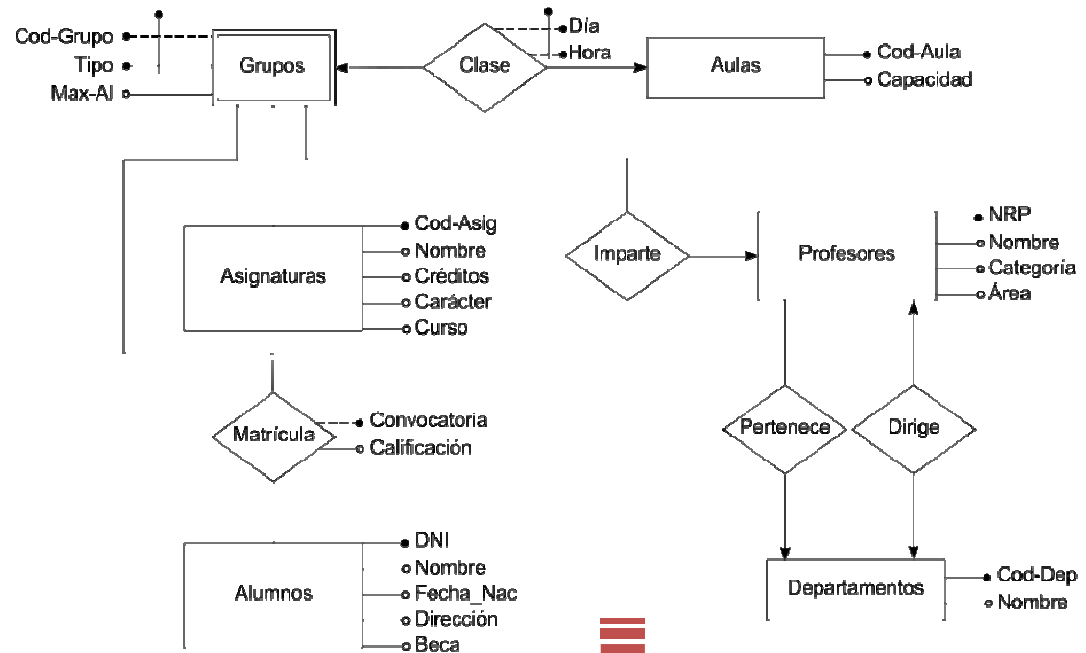 Cod-Grupo
Tipo
Max-Al
Grupos
Clase
Día
Hora
Aulas
Cod-Aula
Capacidad
Asignaturas
Cod-Asig
Nombre
Créditos
Carácter
Curso
Imparte
Profesores
NRP
Nombre
Categoría
Área
Matrícula
Convocatoria
Calificación
Pertenece
Dirige
Alumnos
DNI
Nombre
Fecha_Nac
Dirección
Beca
Departamentos
Cod-Dep
Nombre